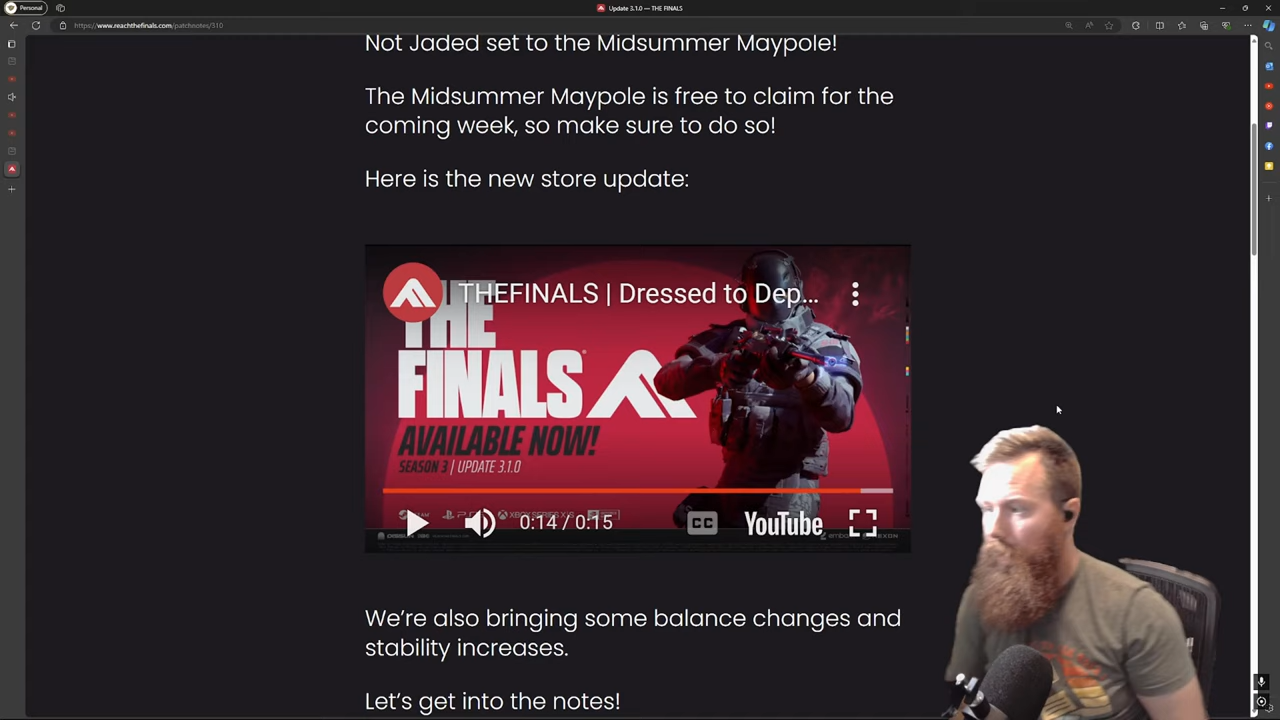 Personal
Update 3.1.0 — THE FINALS
https://www.reachthefinals.com/patchnotes/310
Not Jaded set to the Midsummer Maypole!
The Midsummer Maypole is free to claim for the
coming week, so make sure to do so!
Here is the new store update:
THEFINALS | Dressed to Dep...
THE
FINALS
AVAILABLE NOW!
SEASON 3 | UPDATE 3.1.0
0:14 / 0:15
CC
YouTube
We’re also bringing some balance changes and
stability increases.
Let’s get into the notes!